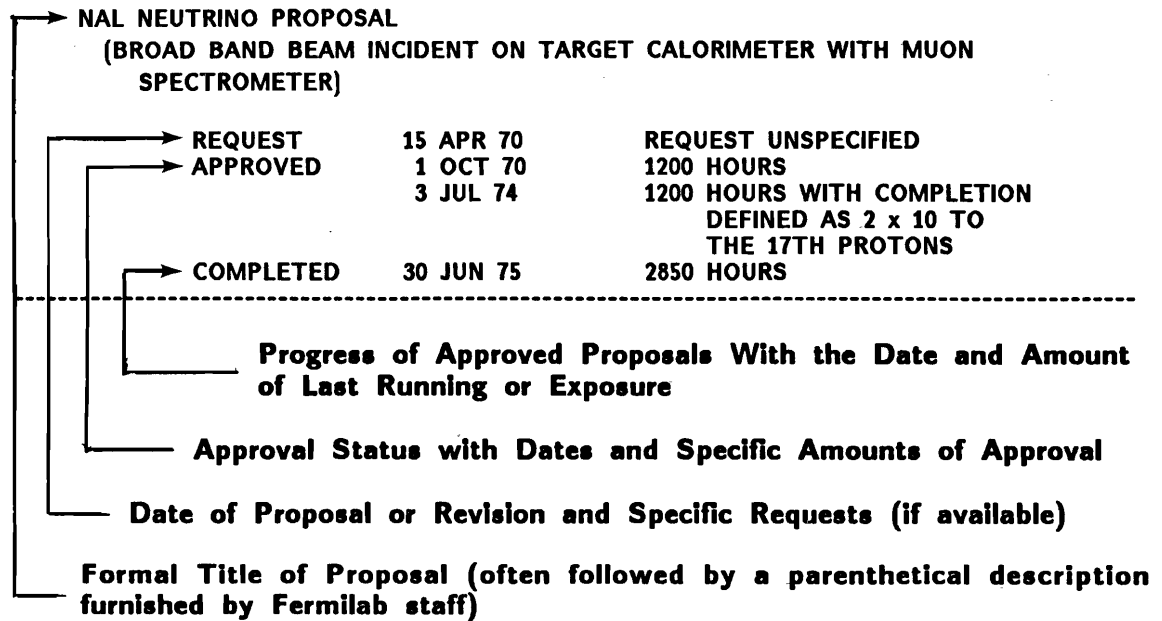 NAL NEUTRINO PROPOSAL
(BROAD BAND BEAM INCIDENT ON TARGET CALORIMETER WITH MUON
SPECTROMETER)
REQUEST 15 APR 70 REQUEST UNSPECIFIED
APPROVED 1 OCT 70 1200 HOURS
3 JUL 74 1200 HOURS WITH COMPLETION
DEFINED AS 2 x 10 TO
THE 17TH PROTONS
COMPLETED 30 JUN 75 2850 HOURS
Progress of Approved Proposals With the Date and Amount
of Last Running or Exposure
Approval Status with Dates and Specific Amounts of Approval
Date of Proposal or Revision and Specific Requests (if available)
Formal Title of Proposal (often followed by a parenthetical description
furnished by Fermilab staff)